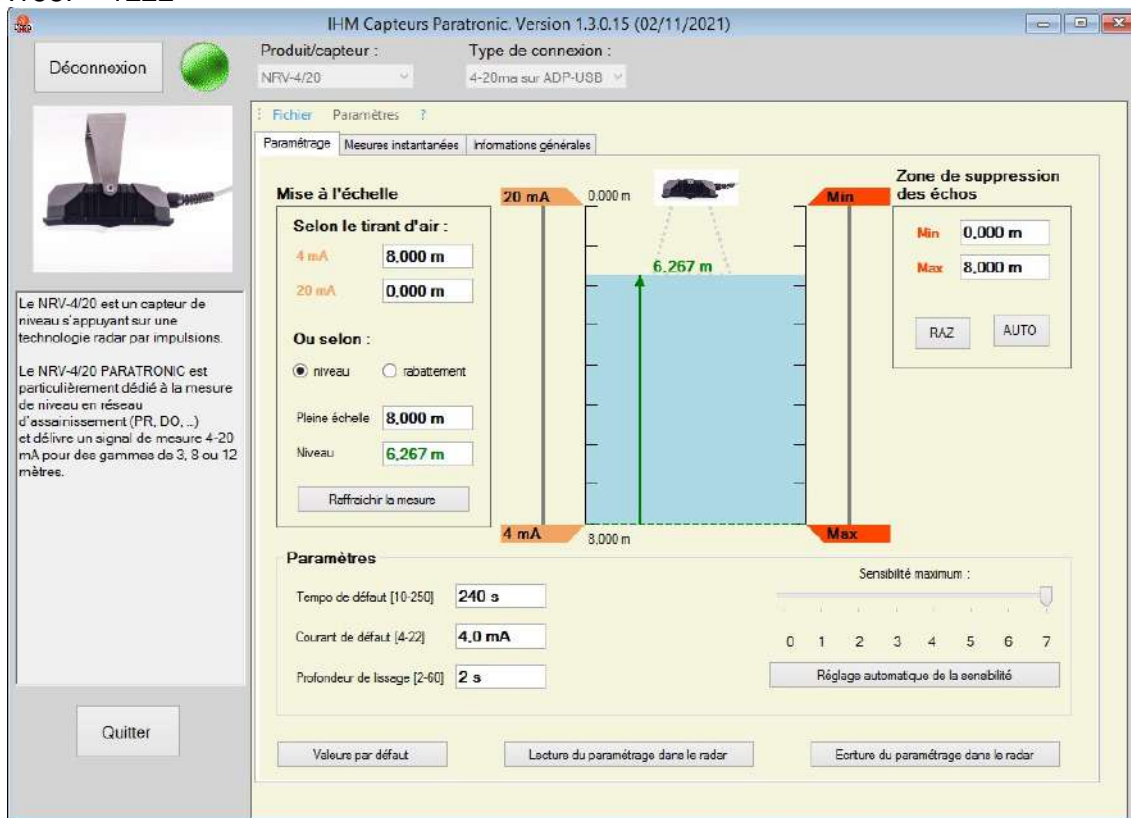 IHM Capteurs Paratronic. Version 1.3.0.15 (02/11/2021)
Déconnexion
Produit/capteur :
Type de connexion :
NRV-4/20
4-20ma sur ADP-USB
Fichier Paramètres ?
Paramétrage
Mesures instantanées
Informations générales
Le NRV-4/20 est un capteur de
niveau s'appuyant sur une
technologie radar par impulsions.
Le NRV-4/20 PARATRONIC est
particulièrement dédié à la mesure
de niveau en réseau
d'assainissement (PR, DO, ..)
et délivre un signal de mesure 4-20
mA pour des gammes de 3, 8 ou 12
mètres.
Quitter
Mise à l'échelle
Selon le tirant d'air :
4 mA 8,000 m
20 mA 0,000 m
Ou selon :
niveau rabattement
Pleine échelle 8,000 m
Niveau 6,267 m
Raffraichir la mesure
20 mA
0,000 m
6,267 m
4 mA
8,000 m
Min
Max
Zone de suppression
des échos
Min 0,000 m
Max 8,000 m
RAZ
AUTO
Paramètres
Tempo de défaut [10-250] 240 s
Courant de défaut [4-22] 4,0 mA
Profondeur de lissage [2-60] 2 s
Sensibilité maximum :
0 1 2 3 4 5 6 7
Réglage automatique de la sensibilité
Valeurs par défaut
Lecture du paramétrage dans le radar
Ecriture du paramétrage dans le radar